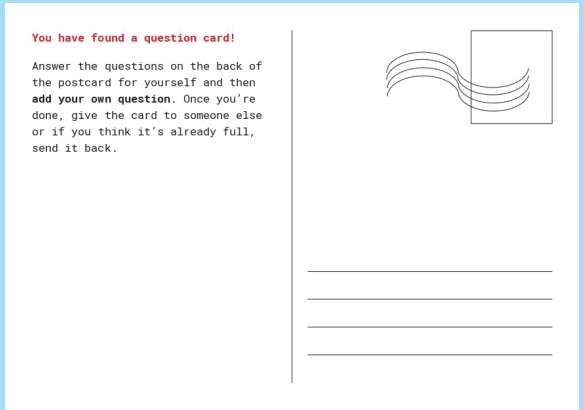 You have found a question card!
Answer the questions on the back of
the postcard for yourself and then
add your own question. Once you’re
done, give the card to someone else
or if you think it’s already full,
send it back.